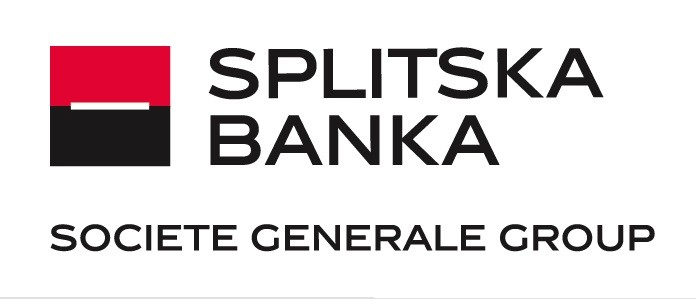 SPLITSKA
BANKA
SOCIETE GENERALE GROUP